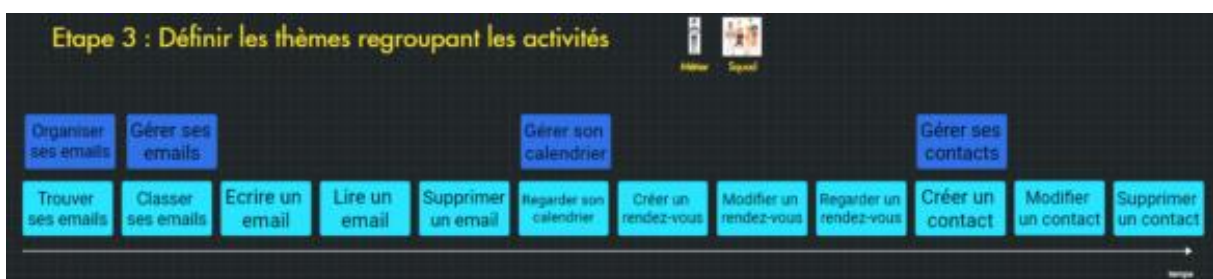 Etape 3 : Définir les thèmes regroupant les activités
Métier
Squad
Organiser
ses emails
Gérer ses
emails
Gérer son
calendrier
Gérer ses
contacts
Trouver
ses emails
Classer
ses emails
Ecrire un
email
Lire un
email
Supprimer
un email
Regarder son
calendrier
Créer un
rendez-vous
Modifier un
rendez-vous
Regarder un
rendez-vous
Créer un
contact
Modifier
un contact
Supprimer
un contact
temps